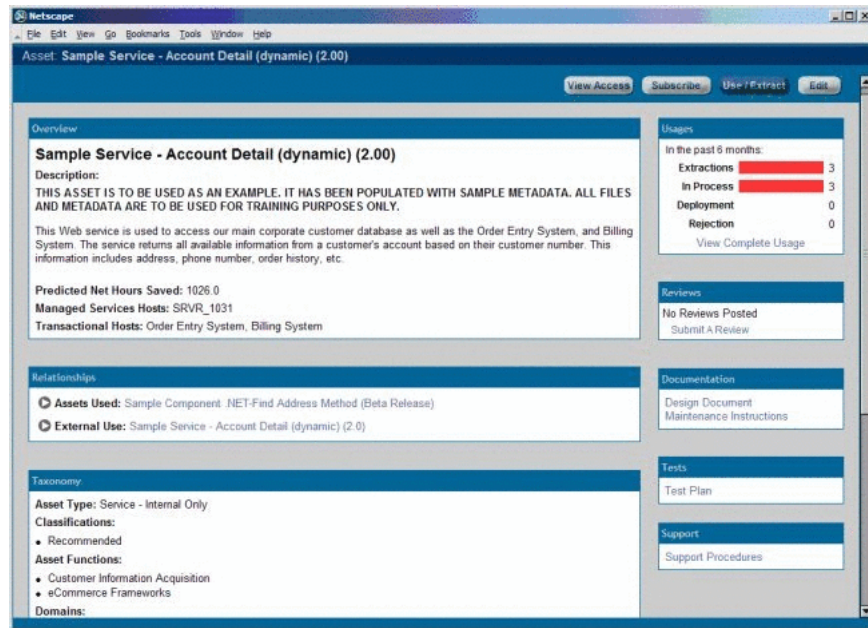 Netscape
File Edit View Go Bookmarks Tools Window Help
Asset: Sample Service - Account Detail (dynamic) (2.00)
View Access Subscribe Use / Extract Edit
Overview
Sample Service - Account Detail (dynamic) (2.00)
Description:
THIS ASSET IS TO BE USED AS AN EXAMPLE. IT HAS BEEN POPULATED WITH SAMPLE METADATA. ALL FILES
AND METADATA ARE TO BE USED FOR TRAINING PURPOSES ONLY.
This Web service is used to access our main corporate customer database as well as the Order Entry System, and Billing
System. The service returns all available information from a customer's account based on their customer number. This
information includes address, phone number, order history, etc.
Predicted Net Hours Saved: 1026.0
Managed Services Hosts: SRVR_1031
Transactional Hosts: Order Entry System, Billing System
Relationships
Assets Used: Sample Component .NET-Find Address Method (Beta Release)
External Use: Sample Service - Account Detail (dynamic) (2.0)
Taxonomy
Asset Type: Service - Internal Only
Classifications:
• Recommended
Asset Functions:
• Customer Information Acquisition
• eCommerce Frameworks
Domains:
Usages
In the past 6 months:
Extractions 3
In Process 3
Deployment 0
Rejection 0
View Complete Usage
Reviews
No Reviews Posted
Submit A Review
Documentation
Design Document
Maintenance Instructions
Tests
Test Plan
Support
Support Procedures